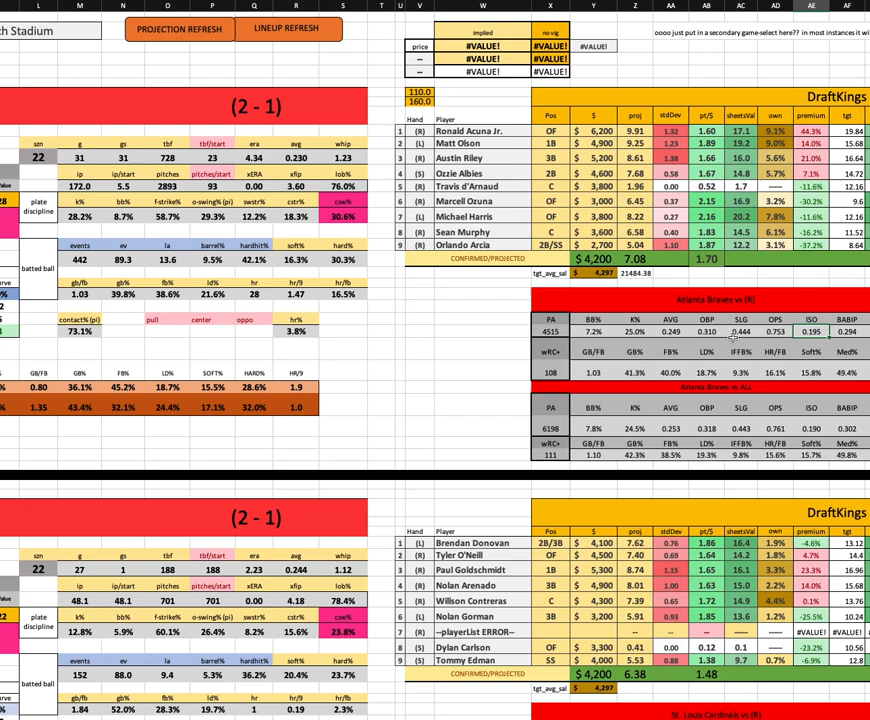 L M N O P Q R S T U V W X Y Z AA AB AC AD AE AF
ch Stadium PROJECTION REFRESH LINEUP REFRESH
oooo just put in a secondary game-select here?? in most instances it wi
implied no vig
price #VALUE! #VALUE! #VALUE!
-- #VALUE! #VALUE!
-- #VALUE! #VALUE!
110.0
160.0
(2 - 1)
DraftKings
Hand Player Pos $ proj stdDev pt/$ sheetsVal own premium tgt
1 (R) Ronald Acuna Jr. OF $ 6,200 9.91 1.32 1.60 17.1 9.1% 44.3% 19.84
2 (L) Matt Olson 1B $ 4,900 9.25 1.23 1.89 19.2 9.0% 14.0% 15.68
3 (R) Austin Riley 3B $ 5,200 8.61 1.38 1.66 16.0 5.6% 21.0% 16.64
4 (S) Ozzie Albies 2B $ 4,600 7.68 0.58 1.67 14.8 5.7% 7.1% 14.72
5 (R) Travis d'Arnaud C $ 3,800 1.96 0.00 0.52 1.7 ----- -11.6% 12.16
6 (R) Marcell Ozuna OF $ 3,000 6.45 0.37 2.15 16.9 3.2% -30.2% 9.6
7 (L) Michael Harris OF $ 3,800 8.22 0.27 2.16 20.2 7.8% -11.6% 12.16
8 (R) Sean Murphy C $ 3,600 6.58 0.40 1.83 14.5 6.1% -16.2% 11.52
9 (R) Orlando Arcia 2B/SS $ 2,700 5.04 1.10 1.87 12.2 3.1% -37.2% 8.64
CONFIRMED/PROJECTED $ 4,200 7.08 1.70
tgt_avg_sal $ 4,297 21484.38
szn g gs tbf tbf/start era avg whip
22 31 31 728 23 4.34 0.230 1.23
ip ip/start pitches pitches/start xERA xfip lob%
172.0 5.5 2893 93 0.00 3.60 76.0%
plate discipline
k% bb% f-strike% o-swing% (pi) swstr% cstr% csw%
28.2% 8.7% 58.7% 29.3% 12.2% 18.3% 30.6%
batted ball
events ev la barrel% hardhit% soft% hard%
442 89.3 13.6 9.5% 42.1% 16.3% 30.3%
gb/fb gb% fb% ld% hr hr/9 hr/fb
1.03 39.8% 38.6% 21.6% 28 1.47 16.5%
contact% (pi) pull center oppo hr%
73.1% 3.8%
GB/FB GB% FB% LD% SOFT% HARD% HR/9
0.80 36.1% 45.2% 18.7% 15.5% 28.6% 1.9
1.35 43.4% 32.1% 24.4% 17.1% 32.0% 1.0
Atlanta Braves vs (R)
PA BB% K% AVG OBP SLG OPS ISO BABIP
4515 7.2% 25.0% 0.249 0.310 0.444 0.753 0.195 0.294
wRC+ GB/FB GB% FB% LD% IFFB% HR/FB Soft% Med%
108 1.03 41.3% 40.0% 18.7% 9.3% 16.1% 15.8% 49.4%
Atlanta Braves vs ALL
PA BB% K% AVG OBP SLG OPS ISO BABIP
6198 7.8% 24.5% 0.253 0.318 0.443 0.761 0.190 0.302
wRC+ GB/FB GB% FB% LD% IFFB% HR/FB Soft% Med%
111 1.10 42.3% 38.5% 19.3% 9.8% 15.6% 15.7% 49.8%
(2 - 1)
DraftKings
Hand Player Pos $ proj stdDev pt/$ sheetsVal own premium tgt
1 (L) Brendan Donovan 2B/3B $ 4,100 7.62 0.76 1.86 16.4 1.9% -4.6% 13.12
2 (R) Tyler O'Neill OF $ 4,500 7.40 0.69 1.64 14.2 1.8% 4.7% 14.4
3 (R) Paul Goldschmidt 1B $ 5,300 8.74 1.15 1.65 16.1 3.3% 23.3% 16.96
4 (R) Nolan Arenado 3B $ 4,900 8.01 1.00 1.63 15.0 2.2% 14.0% 15.68
5 (R) Willson Contreras C $ 4,300 7.39 0.65 1.72 14.9 4.4% 0.1% 13.76
6 (L) Nolan Gorman 3B $ 3,200 5.91 0.93 1.85 13.6 1.2% -25.5% 10.24
7 (R) --playerList ERROR-- -- -- -- ----- ----- #VALUE! #VALUE!
8 (S) Dylan Carlson OF $ 3,300 0.41 0.00 0.12 0.1 ----- -23.2% 10.56
9 (S) Tommy Edman SS $ 4,000 5.53 0.88 1.38 9.7 0.7% -6.9% 12.8
CONFIRMED/PROJECTED $ 4,200 6.38 1.48
tgt_avg_sal $ 4,297
szn g gs tbf tbf/start era avg whip
22 27 1 188 188 2.23 0.244 1.12
ip ip/start pitches pitches/start xERA xfip lob%
48.1 48.1 701 701 0.00 4.18 78.4%
plate discipline
k% bb% f-strike% o-swing% (pi) swstr% cstr% csw%
12.8% 5.9% 60.1% 26.4% 8.2% 15.6% 23.8%
batted ball
events ev la barrel% hardhit% soft% hard%
152 88.0 9.4 5.3% 36.2% 20.4% 23.7%
gb/fb gb% fb% ld% hr hr/9 hr/fb
1.84 52.0% 28.3% 19.7% 1 0.19 2.3%
St. Louis Cardinals vs (R)